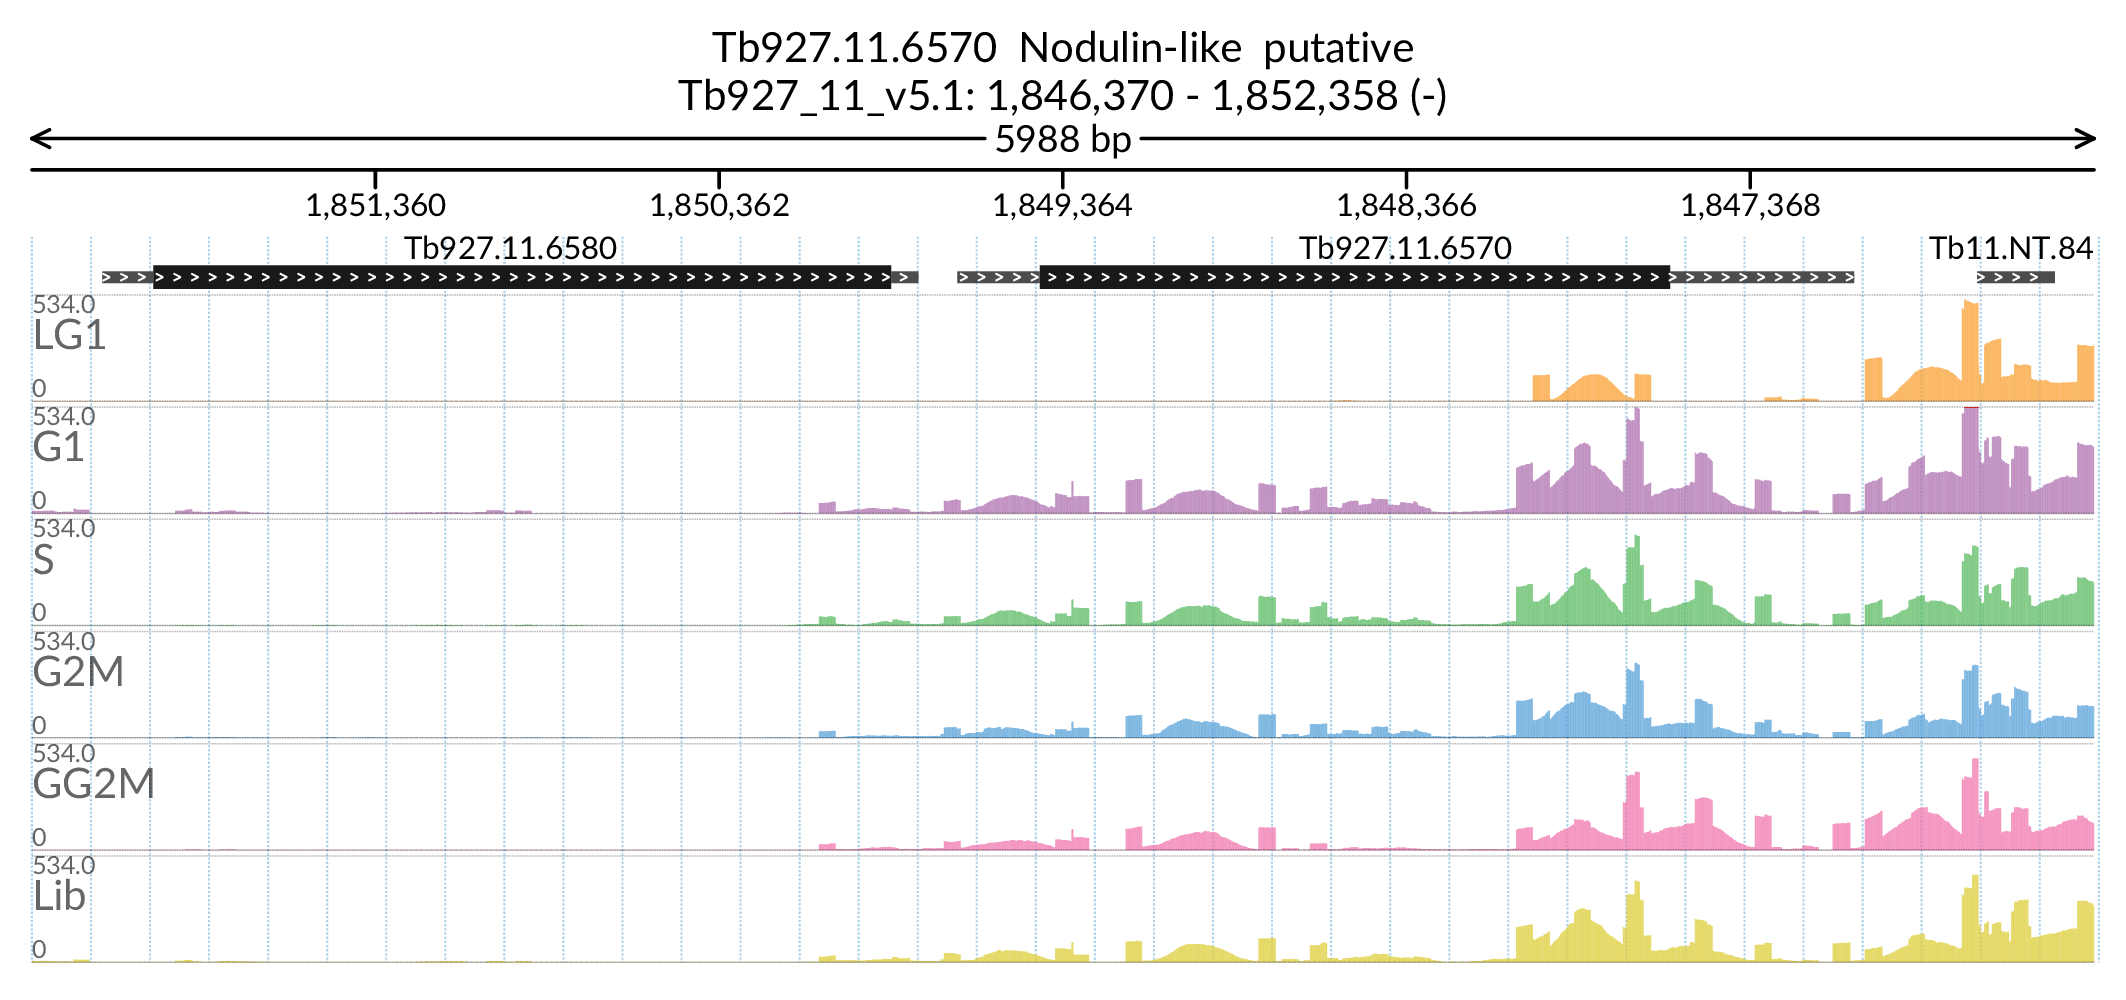 Tb927.11.6570 Nodulin-like putative
Tb927_11_v5.1: 1,846,370 - 1,852,358 (-)
5988 bp
1,851,360 1,850,362 1,849,364 1,848,366 1,847,368
Tb927.11.6580 Tb927.11.6570 Tb11.NT.84
534.0
LG1
0
534.0
G1
0
534.0
S
0
534.0
G2M
0
534.0
GG2M
0
534.0
Lib
0